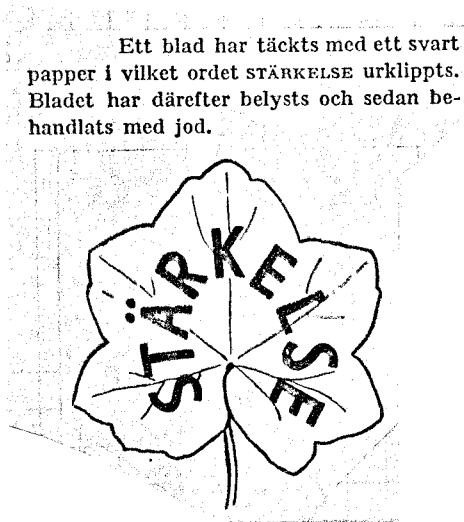 Ett blad har täckts med ett svart
papper i vilket ordet STÄRKELSE urklippts.
Bladet har därefter belysts och sedan be-
handlats med jod.
STÄRKELSE